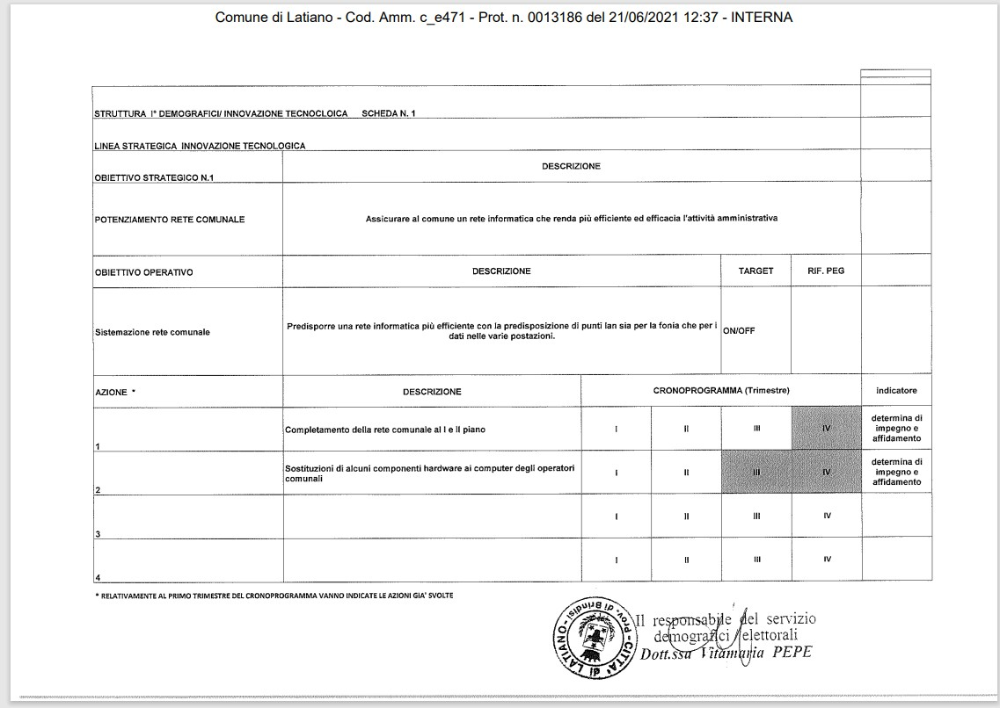 Comune di Latiano - Cod. Amm. c_e471 - Prot. n. 0013186 del 21/06/2021 12:37 - INTERNA
STRUTTURA I° DEMOGRAFICI/ INNOVAZIONE TECNOCLOICA SCHEDA N. 1
LINEA STRATEGICA INNOVAZIONE TECNOLOGICA
OBIETTIVO STRATEGICO N.1
DESCRIZIONE
POTENZIAMENTO RETE COMUNALE
Assicurare al comune un rete informatica che renda più efficiente ed efficacia l'attività amministrativa
OBIETTIVO OPERATIVO
DESCRIZIONE
TARGET
RIF. PEG
Sistemazione rete comunale
Predisporre una rete informatica più efficiente con la predisposizione di punti lan sia per la fonia che per i
dati nelle varie postazioni.
ON/OFF
AZIONE *
DESCRIZIONE
CRONOPROGRAMMA (Trimestre)
indicatore
1
Completamento della rete comunale al I e II piano
I
II
III
IV
determina di
impegno e
affidamento
2
Sostituzioni di alcuni componenti hardware ai computer degli operatori
comunali
I
II
III
IV
determina di
impegno e
affidamento
3
I
II
III
IV
4
I
II
III
IV
* RELATIVAMENTE AL PRIMO TRIMESTRE DEL CRONOPROGRAMMA VANNO INDICATE LE AZIONI GIA' SVOLTE
CITTA' di LATIANO - Prov. di Brindisi -
Il responsabile del servizio
demografici / elettorali
Dott.ssa Vitamaria PEPE